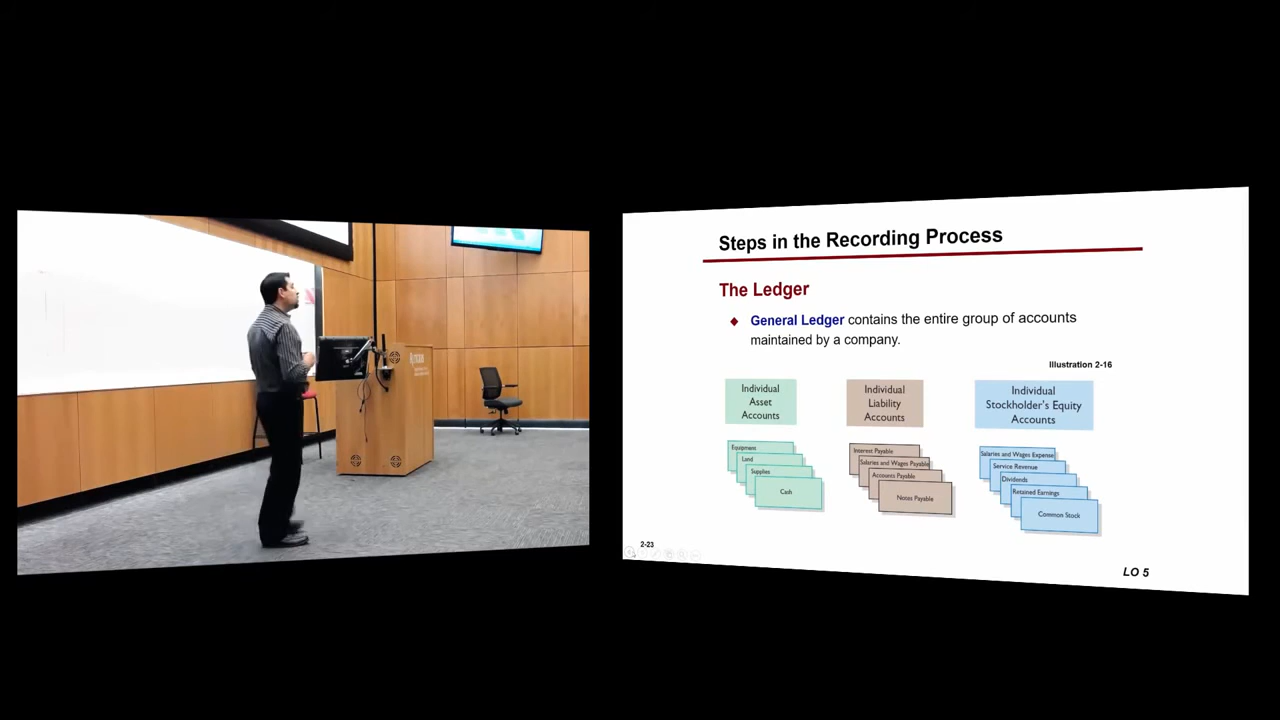 Steps in the Recording Process
The Ledger
◆ General Ledger contains the entire group of accounts
maintained by a company.
Illustration 2-16
Individual
Asset
Accounts
Individual
Liability
Accounts
Individual
Stockholder's Equity
Accounts
Equipment
Land
Supplies
Cash
Interest Payable
Salaries and Wages Payable
Accounts Payable
Notes Payable
Salaries and Wages Expense
Service Revenue
Dividends
Retained Earnings
Common Stock
2-23
LO 5